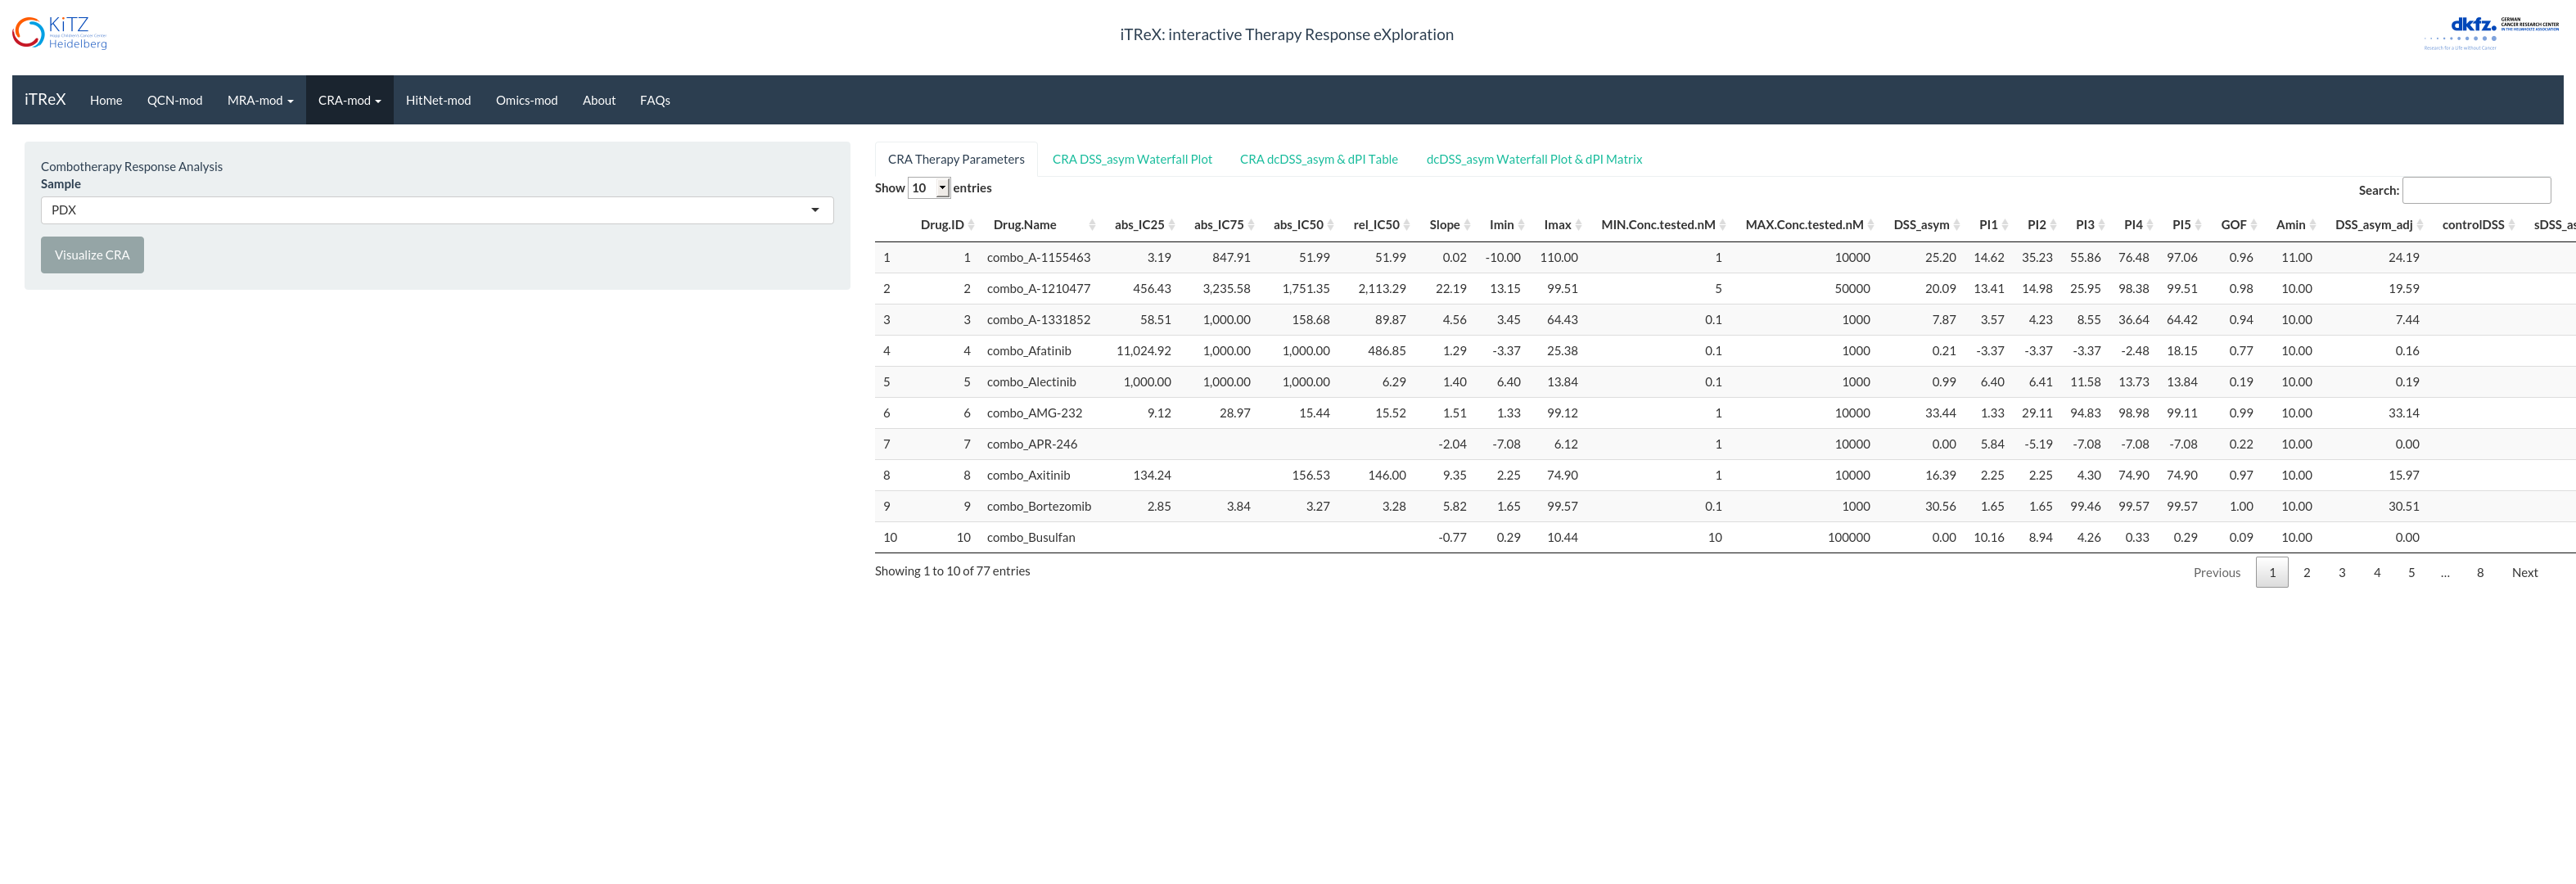 KiTZ
Heidelberg
iTReX: interactive Therapy Response eXploration
dkfz.
GERMAN
CANCER RESEARCH CENTER
IN THE HELMHOLTZ ASSOCIATION
Research for a Life without Cancer
iTReX Home QCN-mod MRA-mod CRA-mod HitNet-mod Omics-mod About FAQs
Combotherapy Response Analysis
Sample
PDX
Visualize CRA
CRA Therapy Parameters CRA DSS_asym Waterfall Plot CRA dcDSS_asym & dPI Table dcDSS_asym Waterfall Plot & dPI Matrix
Show 10 entries Search:
Drug.ID Drug.Name abs_IC25 abs_IC75 abs_IC50 rel_IC50 Slope Imin Imax MIN.Conc.tested.nM MAX.Conc.tested.nM DSS_asym PI1 PI2 PI3 PI4 PI5 GOF Amin DSS_asym_adj controlDSS sDSS_as
1 1 combo_A-1155463 3.19 847.91 51.99 51.99 0.02 -10.00 110.00 1 10000 25.20 14.62 35.23 55.86 76.48 97.06 0.96 11.00 24.19
2 2 combo_A-1210477 456.43 3,235.58 1,751.35 2,113.29 22.19 13.15 99.51 5 50000 20.09 13.41 14.98 25.95 98.38 99.51 0.98 10.00 19.59
3 3 combo_A-1331852 58.51 1,000.00 158.68 89.87 4.56 3.45 64.43 0.1 1000 7.87 3.57 4.23 8.55 36.64 64.42 0.94 10.00 7.44
4 4 combo_Afatinib 11,024.92 1,000.00 1,000.00 486.85 1.29 -3.37 25.38 0.1 1000 0.21 -3.37 -3.37 -3.37 -2.48 18.15 0.77 10.00 0.16
5 5 combo_Alectinib 1,000.00 1,000.00 1,000.00 6.29 1.40 6.40 13.84 0.1 1000 0.99 6.40 6.41 11.58 13.73 13.84 0.19 10.00 0.19
6 6 combo_AMG-232 9.12 28.97 15.44 15.52 1.51 1.33 99.12 1 10000 33.44 1.33 29.11 94.83 98.98 99.11 0.99 10.00 33.14
7 7 combo_APR-246 -2.04 -7.08 6.12 1 10000 0.00 5.84 -5.19 -7.08 -7.08 -7.08 0.22 10.00 0.00
8 8 combo_Axitinib 134.24 156.53 146.00 9.35 2.25 74.90 1 10000 16.39 2.25 2.25 4.30 74.90 74.90 0.97 10.00 15.97
9 9 combo_Bortezomib 2.85 3.84 3.27 3.28 5.82 1.65 99.57 0.1 1000 30.56 1.65 1.65 99.46 99.57 99.57 1.00 10.00 30.51
10 10 combo_Busulfan -0.77 0.29 10.44 10 100000 0.00 10.16 8.94 4.26 0.33 0.29 0.09 10.00 0.00
Showing 1 to 10 of 77 entries Previous 1 2 3 4 5 … 8 Next